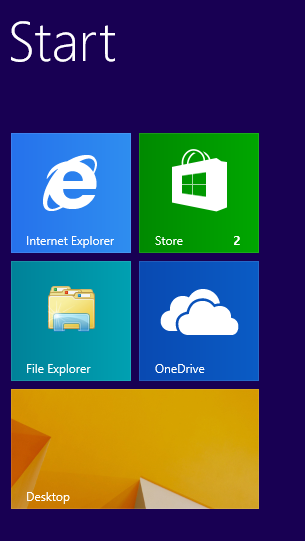 Start
Internet Explorer
Store 2
File Explorer
OneDrive
Desktop